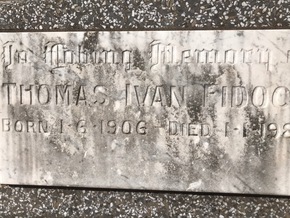 In Loving Memory
THOMAS IVAN FIDOC
BORN 1-6-1906 - DIED 1-1-198